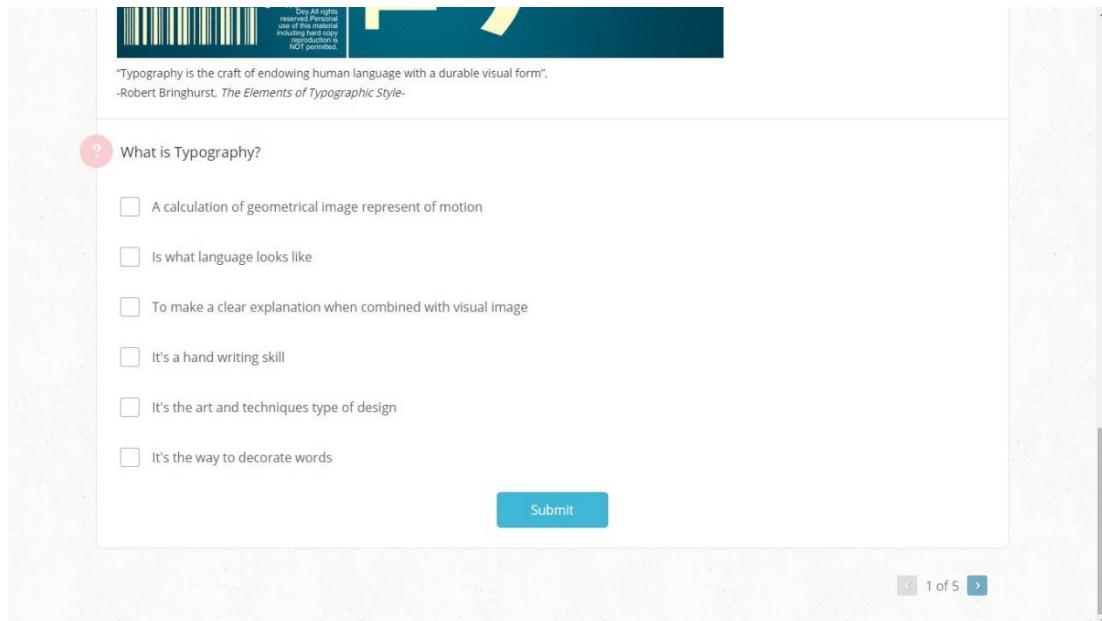 Dey.All rights
reserved.Personal
use of this material
including hard copy
reproduction is
NOT permitted.
"Typography is the craft of endowing human language with a durable visual form",
-Robert Bringhurst, The Elements of Typographic Style-
?
What is Typography?
A calculation of geometrical image represent of motion
Is what language looks like
To make a clear explanation when combined with visual image
It's a hand writing skill
It's the art and techniques type of design
It's the way to decorate words
Submit
1 of 5